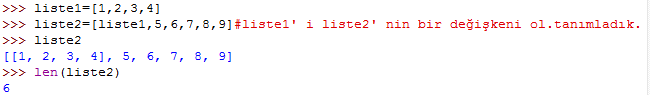 >>> liste1=[1,2,3,4]
>>> liste2=[liste1,5,6,7,8,9]#liste1' i liste2' nin bir değişkeni ol.tanımladık.
>>> liste2
[[1, 2, 3, 4], 5, 6, 7, 8, 9]
>>> len(liste2)
6